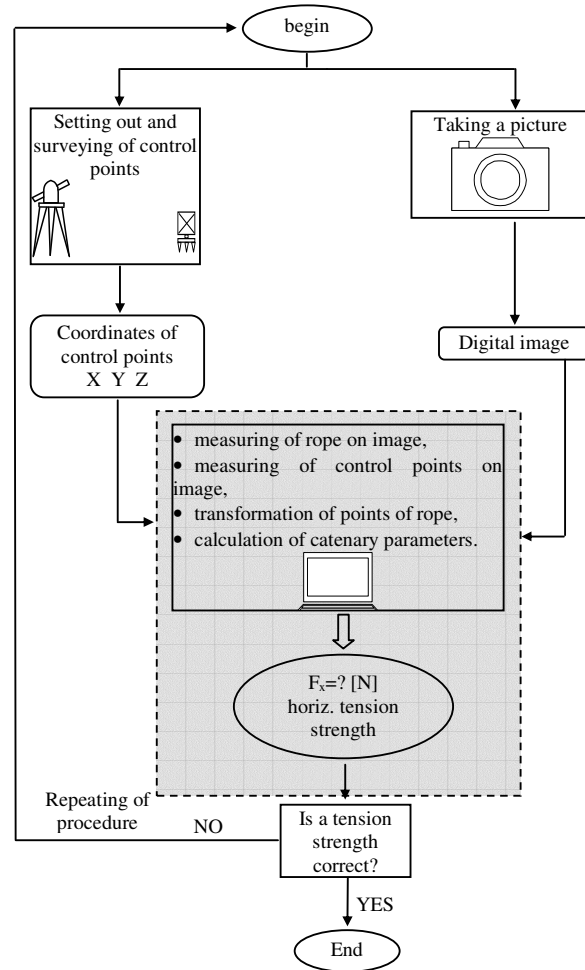 begin
Setting out and
surveying of control
points
Taking a picture
Coordinates of
control points
X Y Z
Digital image
• measuring of rope on image,
• measuring of control points on
image,
• transformation of points of rope,
• calculation of catenary parameters.
Fₓ=? [N]
horiz. tension
strength
Repeating of
procedure
NO
Is a tension
strength
correct?
YES
End